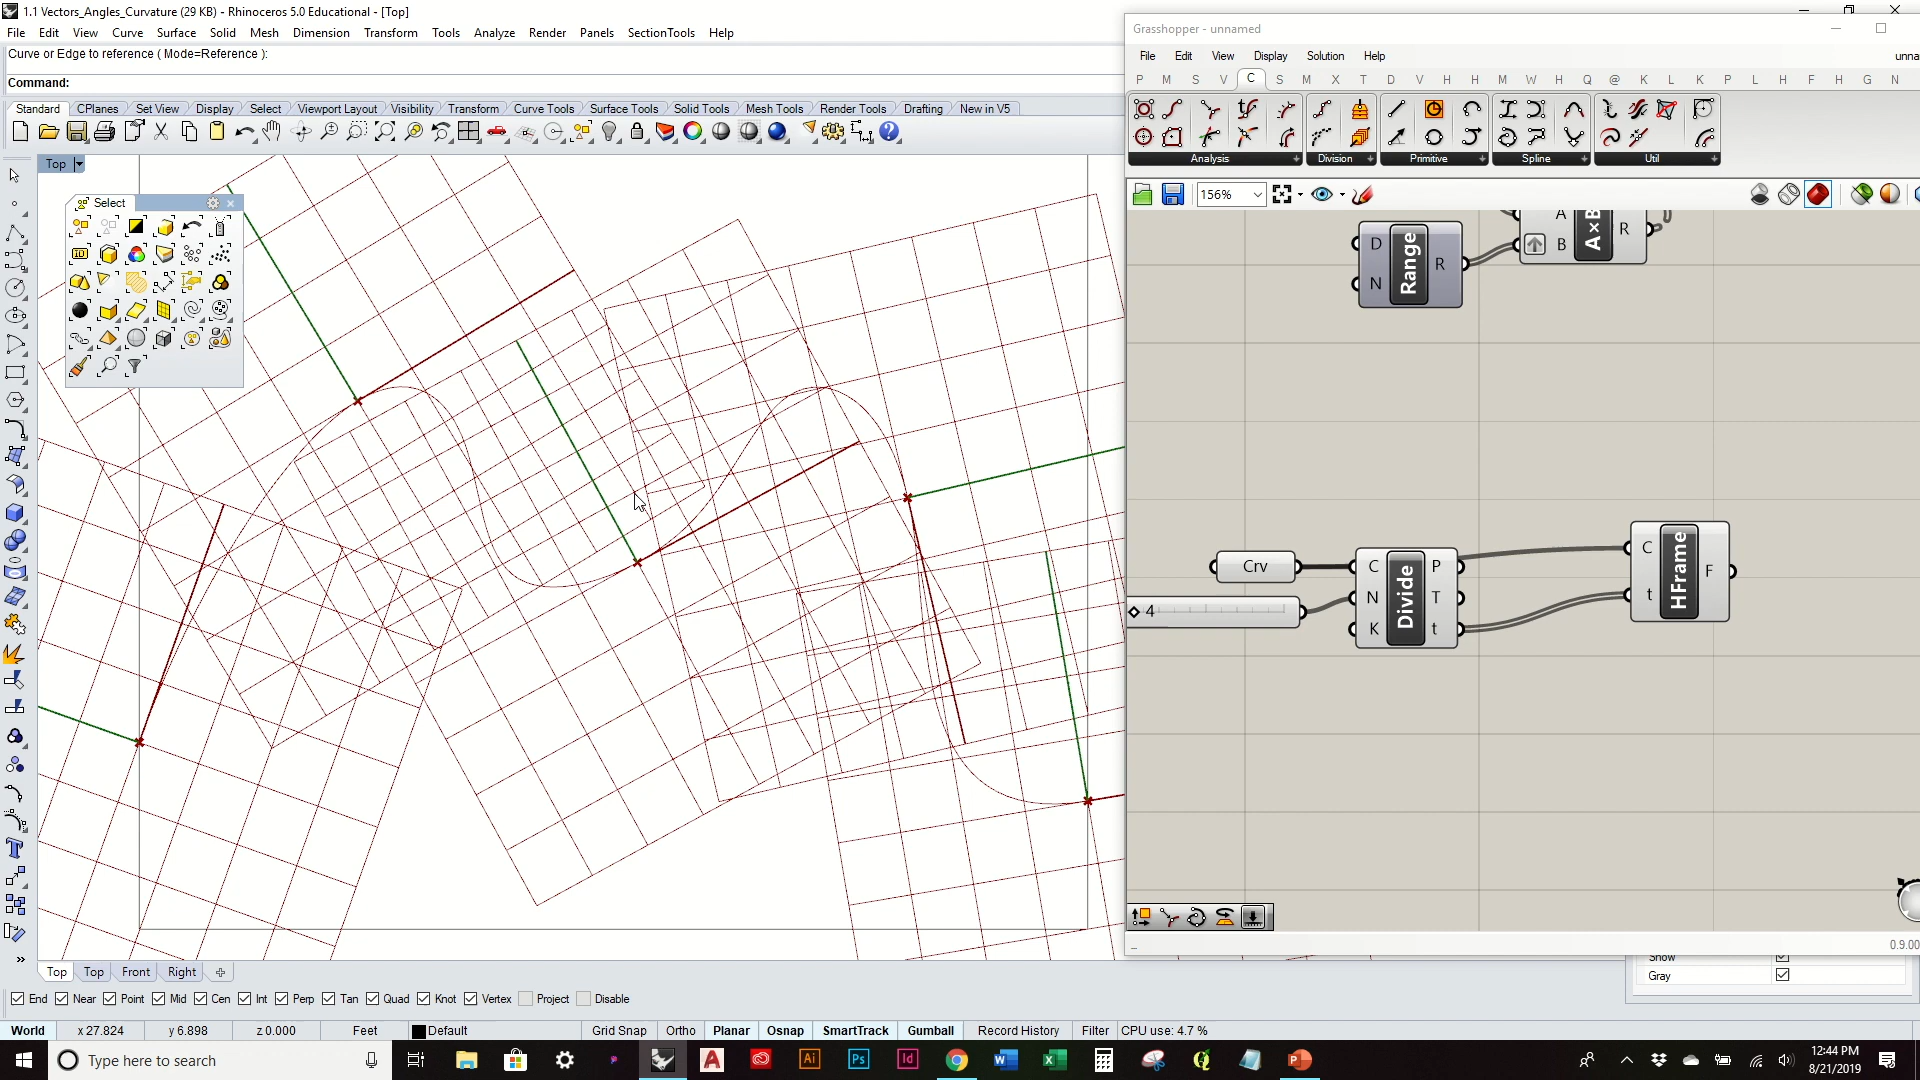 1.1 Vectors_Angles_Curvature (29 KB) - Rhinoceros 5.0 Educational - [Top]
File Edit View Curve Surface Solid Mesh Dimension Transform Tools Analyze Render Panels SectionTools Help
Curve or Edge to reference ( Mode=Reference ):
Command:
Standard CPlanes Set View Display Select Viewport Layout Visibility Transform Curve Tools Surface Tools Solid Tools Mesh Tools Render Tools Drafting New in V5
Top
Select
Grasshopper - unnamed
File Edit View Display Solution Help unna
P M S V C S M X T D V H H M W H Q @ K L K P L H F H G N
Analysis Division Primitive Spline Util
156%
D N Range R
A B A×B R
Crv
4
C N K Divide P T t
C t HFrame F
0.9.00
Show
Gray
Top Top Front Right
End Near Point Mid Cen Int Perp Tan Quad Knot Vertex Project Disable
World x 27.824 y 6.898 z 0.000 Feet Default Grid Snap Ortho Planar Osnap SmartTrack Gumball Record History Filter CPU use: 4.7 %
Type here to search
12:44 PM
8/21/2019